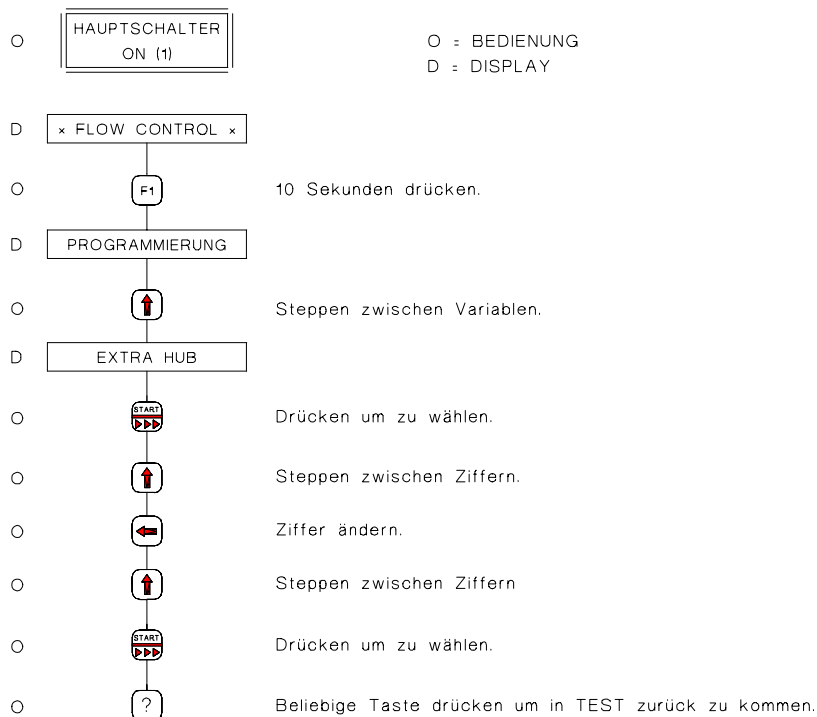 HAUPTSCHALTER
O ON (1) O = BEDIENUNG
D = DISPLAY
D × FLOW CONTROL ×
O F1 10 Sekunden drücken.
D PROGRAMMIERUNG
O Steppen zwischen Variablen.
D EXTRA HUB
O START Drücken um zu wählen.
O Steppen zwischen Ziffern.
O Ziffer ändern.
O Steppen zwischen Ziffern
O START Drücken um zu wählen.
O ? Beliebige Taste drücken um in TEST zurück zu kommen.